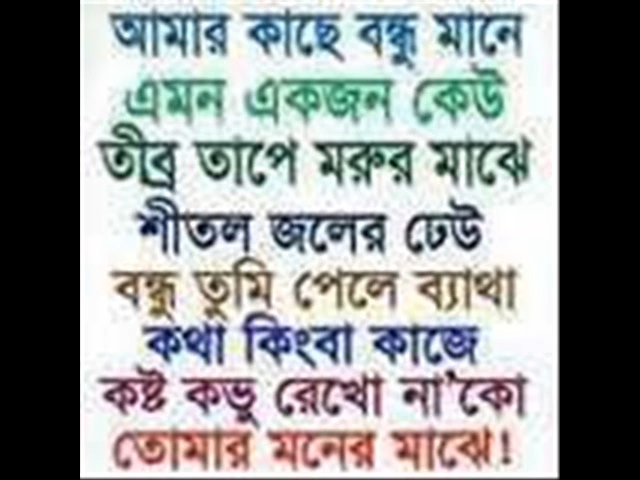 আমার কাছে বন্ধু মানে
এমন একজন কেউ
তীব্র তাপে মরুর মাঝে
শীতল জলের ঢেউ
বন্ধু তুমি পেলে ব্যাথা
কথা কিংবা কাজে
কষ্ট কভু রেখো না'কো
তোমার মনের মাঝে!